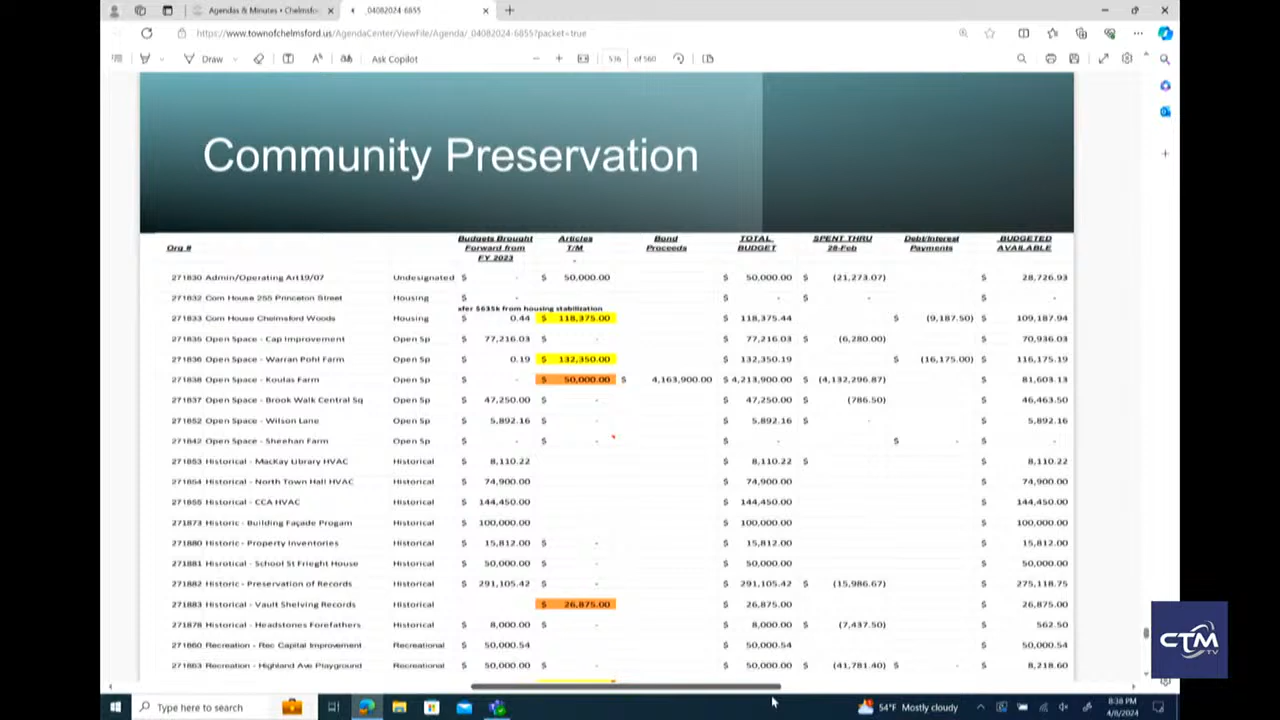 Agendas & Minutes • Chelmsfo
_04082024-6855
https://www.townofchelmsford.us/AgendaCenter/ViewFile/Agenda/_04082024-6855?packet=true
Draw
Ask Copilot
536 of 560
Community Preservation
Org # Budgets Brought Forward from FY 2023 Articles T/M Bond Proceeds TOTAL BUDGET SPENT THRU 28-Feb Debt/Interest Payments BUDGETED AVAILABLE
271830 Admin/Operating Art19/07 Undesignated $ - $ 50,000.00 $ 50,000.00 $ (21,273.07) $ 28,726.93
271832 Com House 255 Princeton Street Housing $ - $ - $ - $ -
xfer $635k from housing stabilization
271833 Com House Chelmsford Woods Housing $ 0.44 $ 118,375.00 $ 118,375.44 $ (9,187.50) $ 109,187.94
271835 Open Space - Cap Improvement Open Sp $ 77,216.03 $ - $ 77,216.03 $ (6,280.00) $ 70,936.03
271836 Open Space - Warran Pohl Farm Open Sp $ 0.19 $ 132,350.00 $ 132,350.19 $ (16,175.00) $ 116,175.19
271838 Open Space - Koulas Farm Open Sp $ - $ 50,000.00 $ 4,163,900.00 $ 4,213,900.00 $ (4,132,296.87) $ 81,603.13
271837 Open Space - Brook Walk Central Sq Open Sp $ 47,250.00 $ - $ 47,250.00 $ (786.50) $ 46,463.50
271852 Open Space - Wilson Lane Open Sp $ 5,892.16 $ - $ 5,892.16 $ - $ 5,892.16
271842 Open Space - Sheehan Farm Open Sp $ - $ - $ - $ - $ -
271853 Historical - MacKay Library HVAC Historical $ 8,110.22 $ 8,110.22 $ $ 8,110.22
271854 Historical - North Town Hall HVAC Historical $ 74,900.00 $ 74,900.00 $ 74,900.00
271855 Historical - CCA HVAC Historical $ 144,450.00 $ 144,450.00 $ 144,450.00
271873 Historic - Building Façade Progam Historical $ 100,000.00 $ 100,000.00 $ 100,000.00
271880 Historic - Property Inventories Historical $ 15,812.00 $ - $ 15,812.00 $ 15,812.00
271881 Hisrotical - School St Frieght House Historical $ 50,000.00 $ - $ 50,000.00 $ 50,000.00
271882 Historic - Preservation of Records Historical $ 291,105.42 $ - $ 291,105.42 $ (15,986.67) $ 275,118.75
271883 Historical - Vault Shelving Records Historical $ 26,875.00 $ 26,875.00 $ 26,875.00
271878 Historical - Headstones Forefathers Historical $ 8,000.00 $ - $ 8,000.00 $ (7,437.50) $ 562.50
271860 Recreation - Rec Capital Improvement Recreational $ 50,000.54 $ 50,000.54 $ 50,000.54
271863 Recreation - Highland Ave Playground Recreational $ 50,000.00 $ - $ 50,000.00 $ (41,781.40) $ - $ 8,218.60
CTM
TV
Type here to search
54°F Mostly cloudy
8:38 PM
4/8/2024